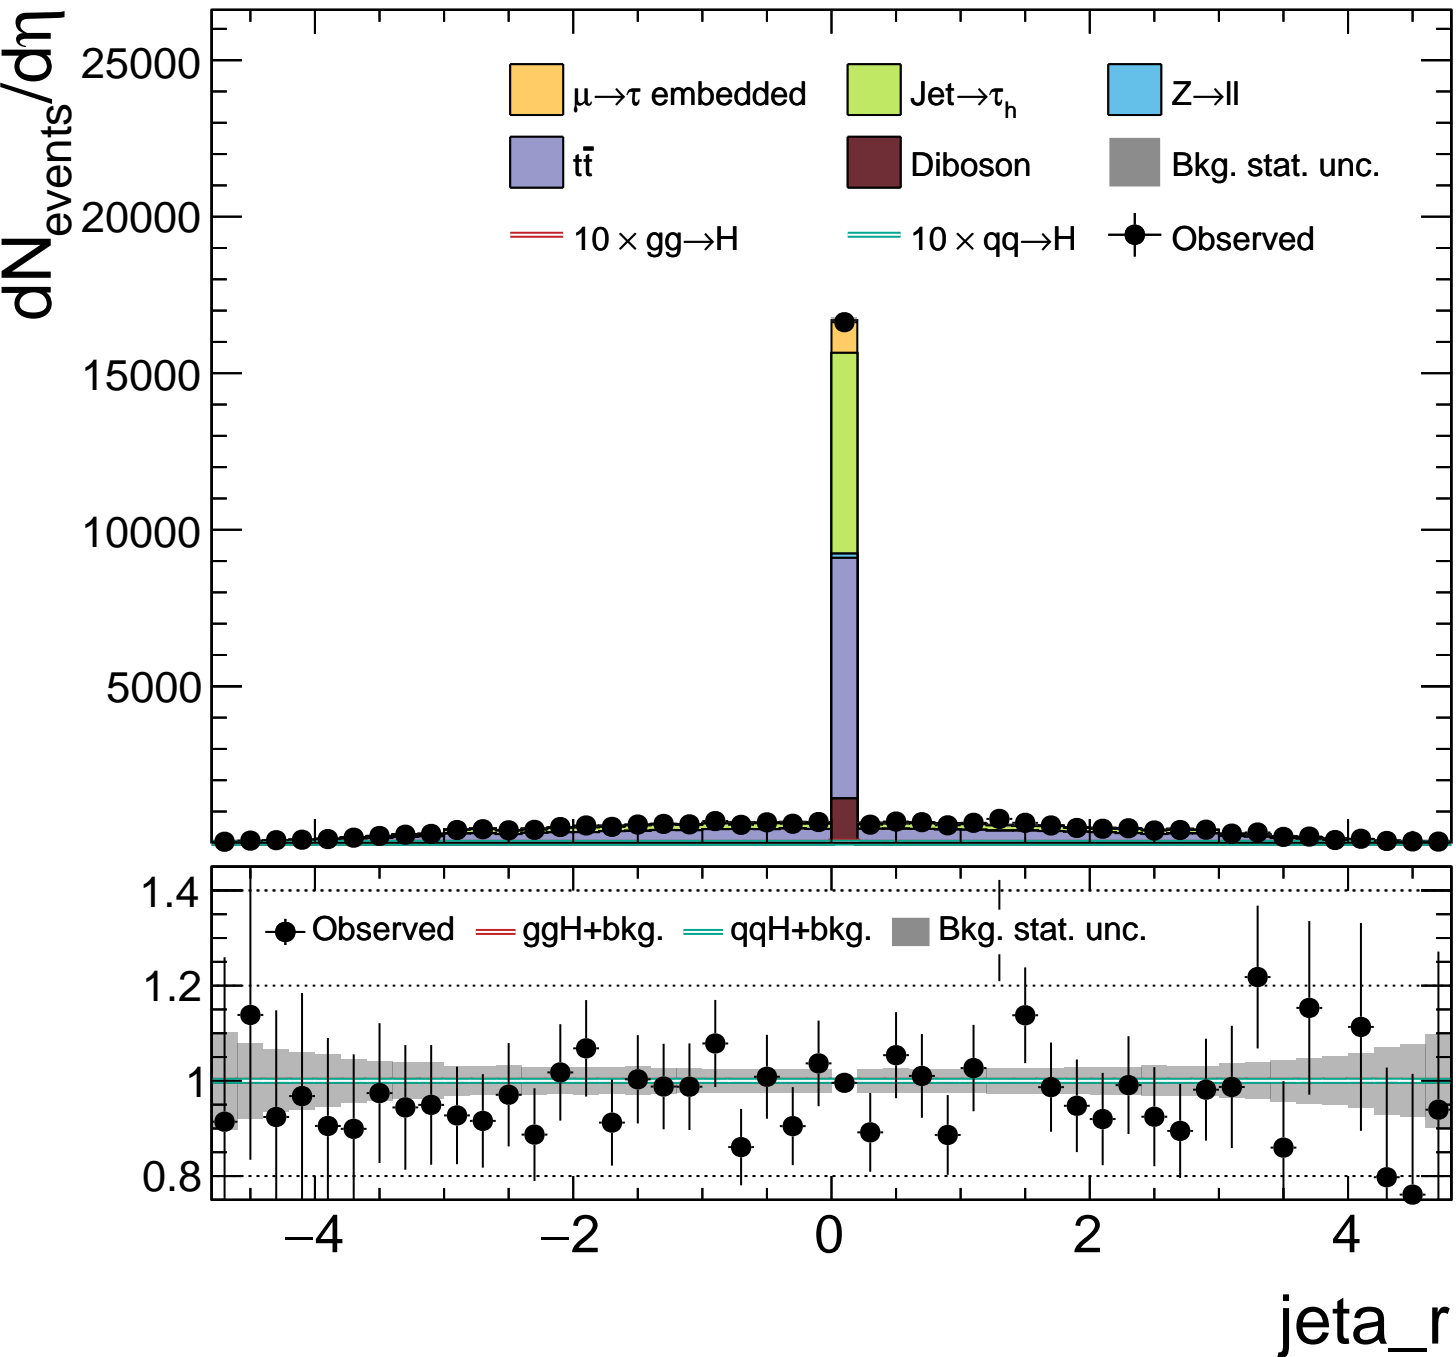 dN_events/dη
25000
20000
15000
10000
5000
μ→τ embedded
Jet→τ_h
Z→ll
tt̄
Diboson
Bkg. stat. unc.
10 × gg→H
10 × qq→H
Observed
1.4
1.2
1
0.8
Observed
ggH+bkg.
qqH+bkg.
Bkg. stat. unc.
−4
−2
0
2
4
jeta_r